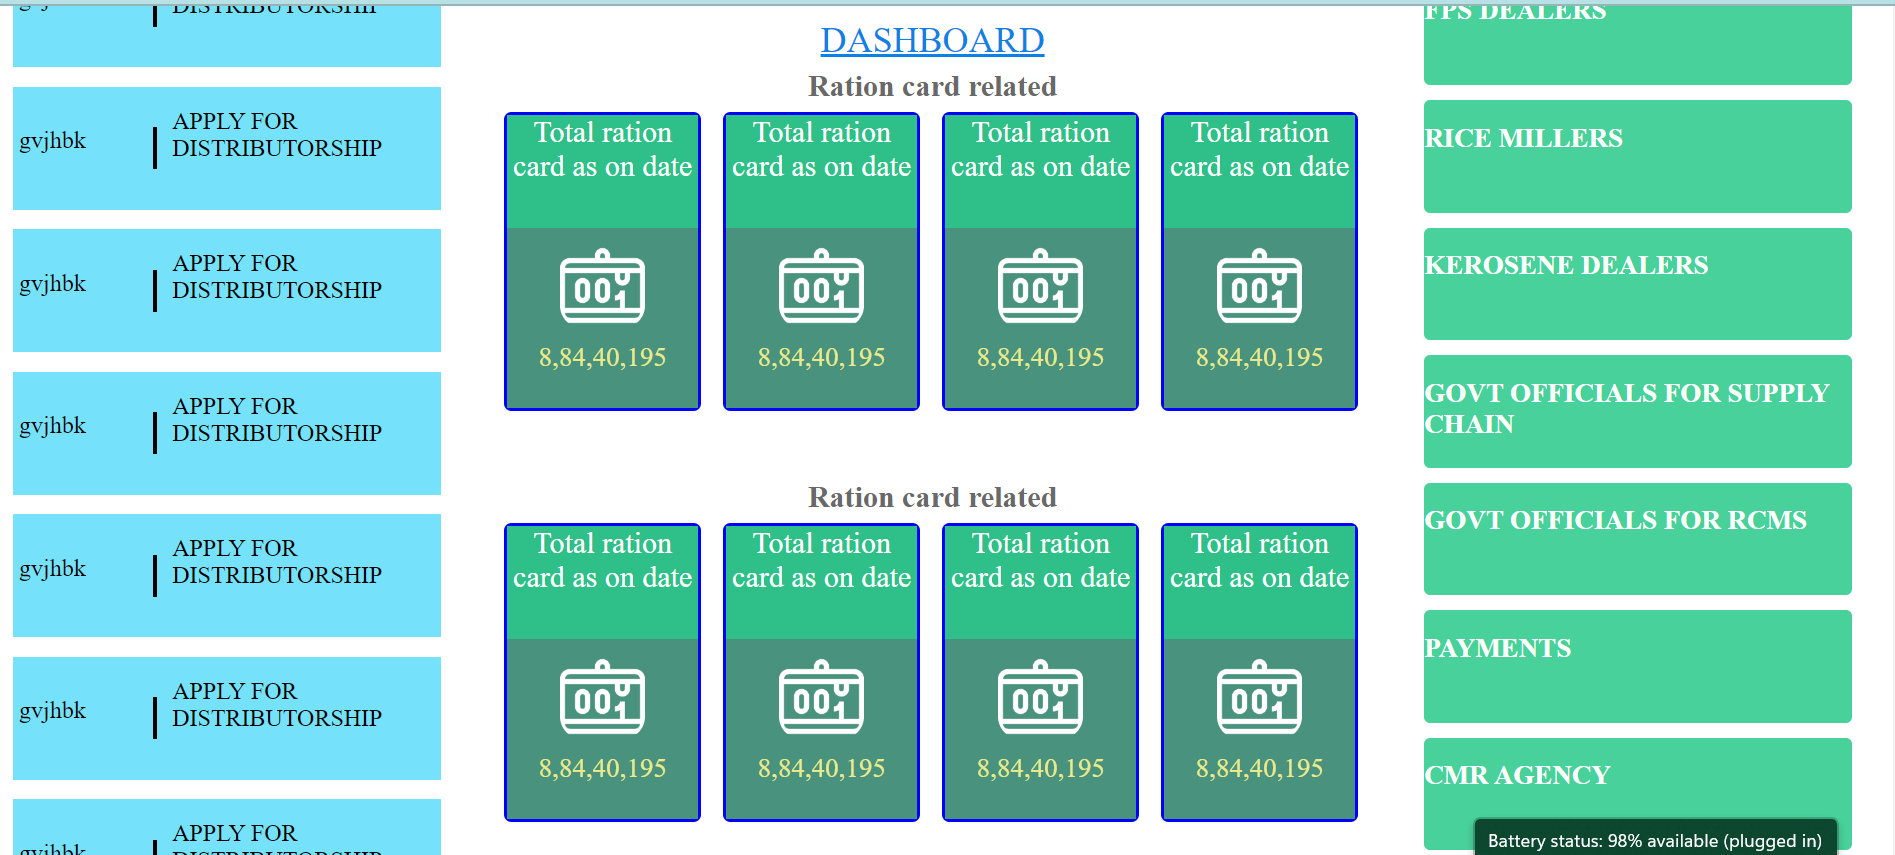 DISTRIBUTORSHIP
gvjhbk
APPLY FOR
DISTRIBUTORSHIP
gvjhbk
APPLY FOR
DISTRIBUTORSHIP
gvjhbk
APPLY FOR
DISTRIBUTORSHIP
gvjhbk
APPLY FOR
DISTRIBUTORSHIP
gvjhbk
APPLY FOR
DISTRIBUTORSHIP
gvjhbk
APPLY FOR
DISTRIBUTORSHIP
DASHBOARD
Ration card related
Total ration
card as on date
001
8,84,40,195
Total ration
card as on date
001
8,84,40,195
Total ration
card as on date
001
8,84,40,195
Total ration
card as on date
001
8,84,40,195
Ration card related
Total ration
card as on date
001
8,84,40,195
Total ration
card as on date
001
8,84,40,195
Total ration
card as on date
001
8,84,40,195
Total ration
card as on date
001
8,84,40,195
FPS DEALERS
RICE MILLERS
KEROSENE DEALERS
GOVT OFFICIALS FOR SUPPLY
CHAIN
GOVT OFFICIALS FOR RCMS
PAYMENTS
CMR AGENCY
Battery status: 98% available (plugged in)